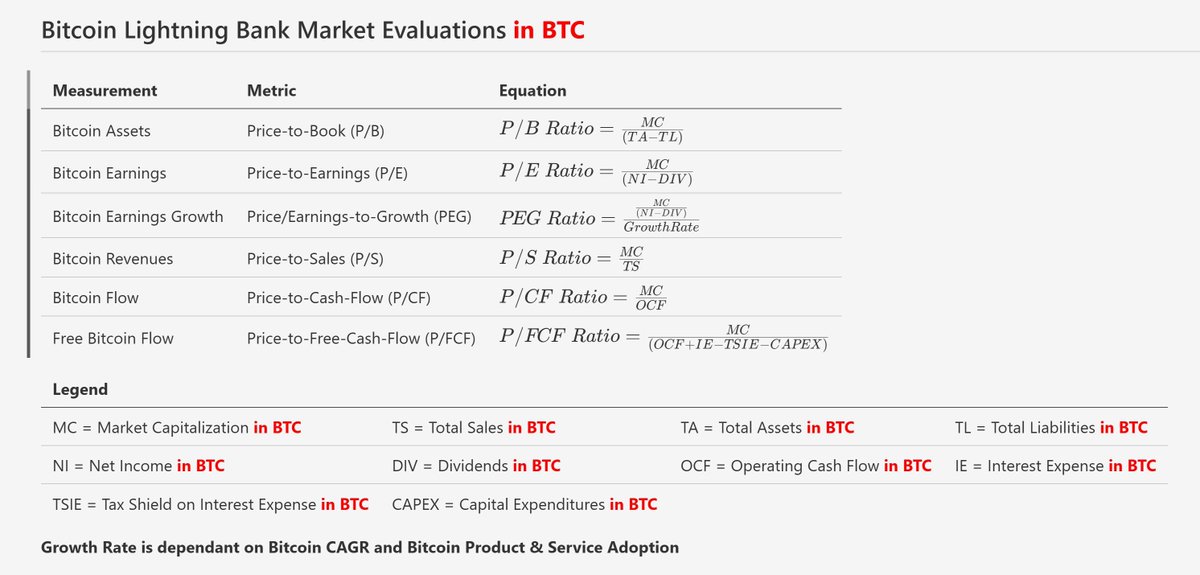 Bitcoin Lightning Bank Market Evaluations in BTC
Measurement Metric Equation
Bitcoin Assets Price-to-Book (P/B) P/B Ratio = MC/(TA−TL)
Bitcoin Earnings Price-to-Earnings (P/E) P/E Ratio = MC/(NI−DIV)
Bitcoin Earnings Growth Price/Earnings-to-Growth (PEG) PEG Ratio = MC/(NI−DIV)/GrowthRate
Bitcoin Revenues Price-to-Sales (P/S) P/S Ratio = MC/TS
Bitcoin Flow Price-to-Cash-Flow (P/CF) P/CF Ratio = MC/OCF
Free Bitcoin Flow Price-to-Free-Cash-Flow (P/FCF) P/FCF Ratio = MC/(OCF+IE−TSIE−CAPEX)
Legend
MC = Market Capitalization in BTC TS = Total Sales in BTC TA = Total Assets in BTC TL = Total Liabilities in BTC
NI = Net Income in BTC DIV = Dividends in BTC OCF = Operating Cash Flow in BTC IE = Interest Expense in BTC
TSIE = Tax Shield on Interest Expense in BTC CAPEX = Capital Expenditures in BTC
Growth Rate is dependant on Bitcoin CAGR and Bitcoin Product & Service Adoption